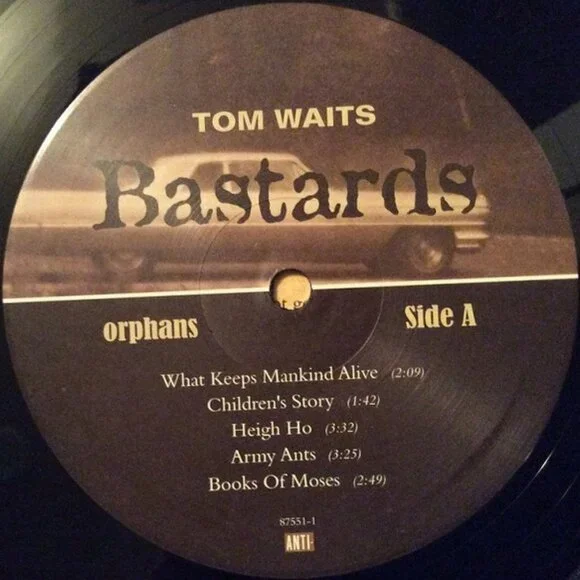 TOM WAITS
Bastards
orphans
Side A
What Keeps Mankind Alive (2:09)
Children's Story (1:42)
Heigh Ho (3:32)
Army Ants (3:25)
Books Of Moses (2:49)
87551-1
ANTI-